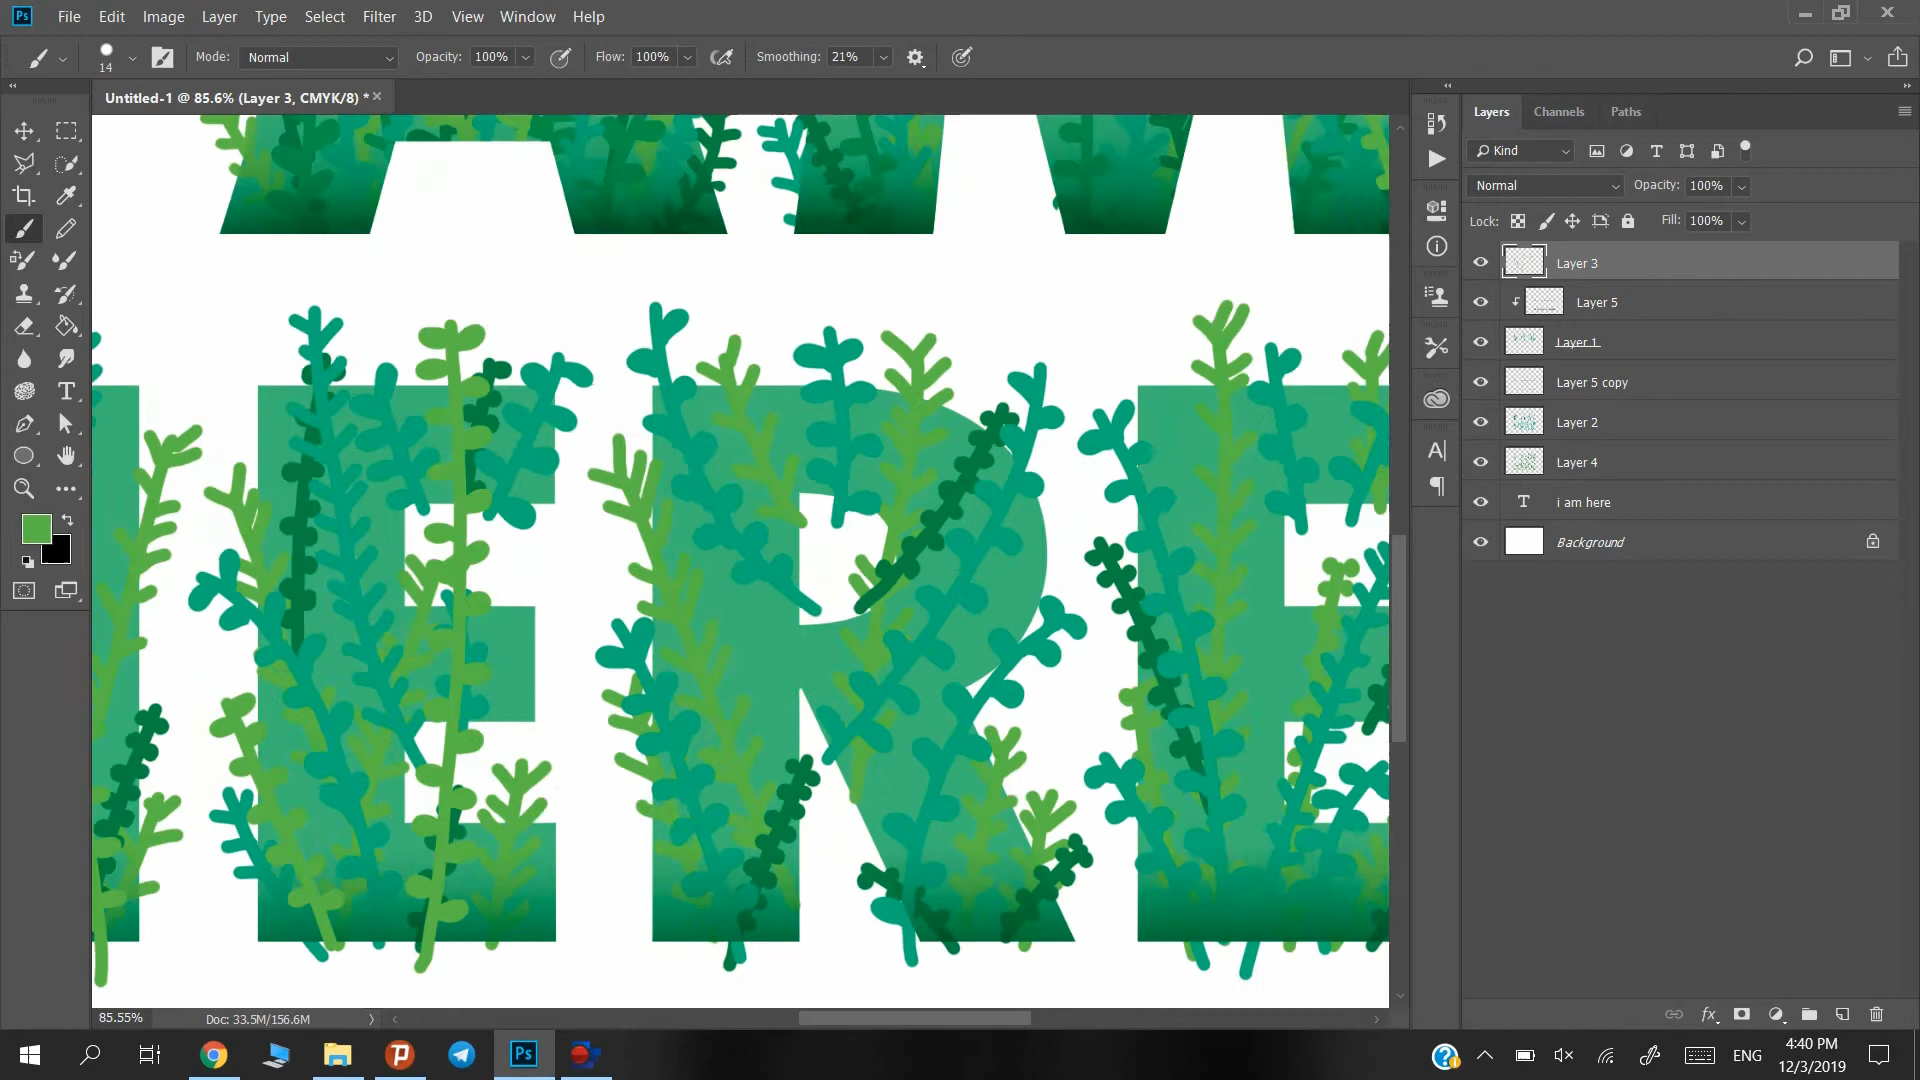 File Edit Image Layer Type Select Filter 3D View Window Help
14 Mode: Normal Opacity: 100% Flow: 100% Smoothing: 21%
Untitled-1 @ 85.6% (Layer 3, CMYK/8) *
Layers Channels Paths
Kind
Normal Opacity: 100%
Lock: Fill: 100%
Layer 3
Layer 5
Layer 1
Layer 5 copy
Layer 2
Layer 4
i am here
Background
ERE
85.55% Doc: 33.5M/156.6M
ENG
4:40 PM
12/3/2019